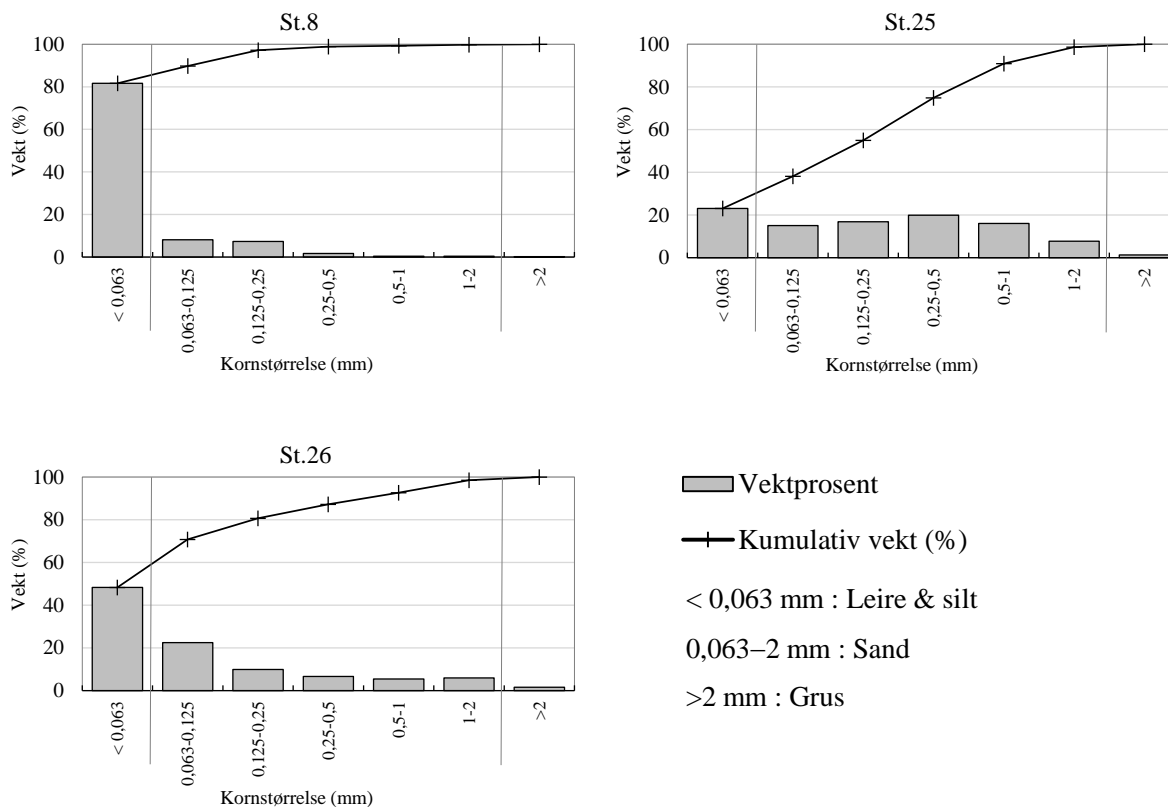 St.8
Vekt (%)
100
80
60
40
20
0
< 0,063
0,063-0,125
0,125-0,25
0,25-0,5
0,5-1
1-2
>2
Kornstørrelse (mm)
St.25
Vekt (%)
100
80
60
40
20
0
< 0,063
0,063-0,125
0,125-0,25
0,25-0,5
0,5-1
1-2
>2
Kornstørrelse (mm)
St.26
Vekt (%)
100
80
60
40
20
0
< 0,063
0,063-0,125
0,125-0,25
0,25-0,5
0,5-1
1-2
>2
Kornstørrelse (mm)
Vektprosent
Kumulativ vekt (%)
< 0,063 mm : Leire & silt
0,063–2 mm : Sand
>2 mm : Grus